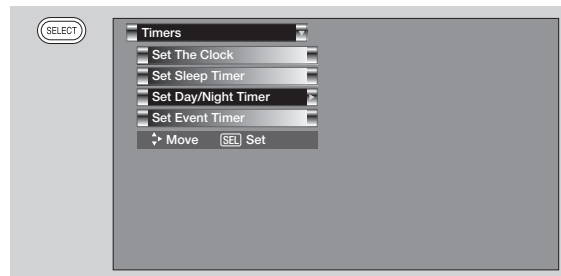 SELECT
Timers
Set The Clock
Set Sleep Timer
Set Day/Night Timer
Set Event Timer
Move SEL Set